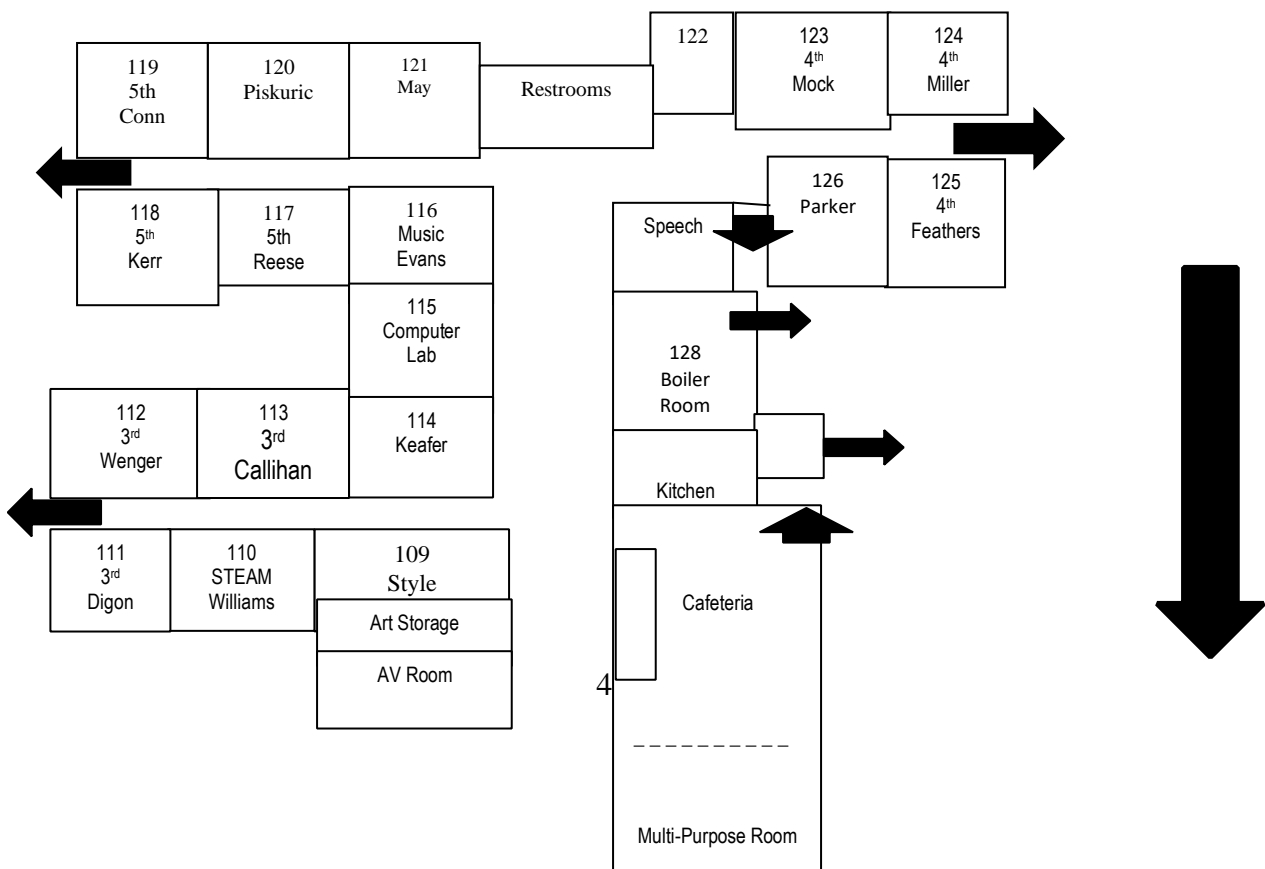 119
5th
Conn
120
Piskuric
121
May
Restrooms
122
123
4th
Mock
124
4th
Miller
118
5th
Kerr
117
5th
Reese
116
Music
Evans
Speech
126
Parker
125
4th
Feathers
115
Computer
Lab
128
Boiler
Room
112
3rd
Wenger
113
3rd
Callihan
114
Keafer
Kitchen
111
3rd
Digon
110
STEAM
Williams
109
Style
Art Storage
AV Room
Cafeteria
4
Multi-Purpose Room